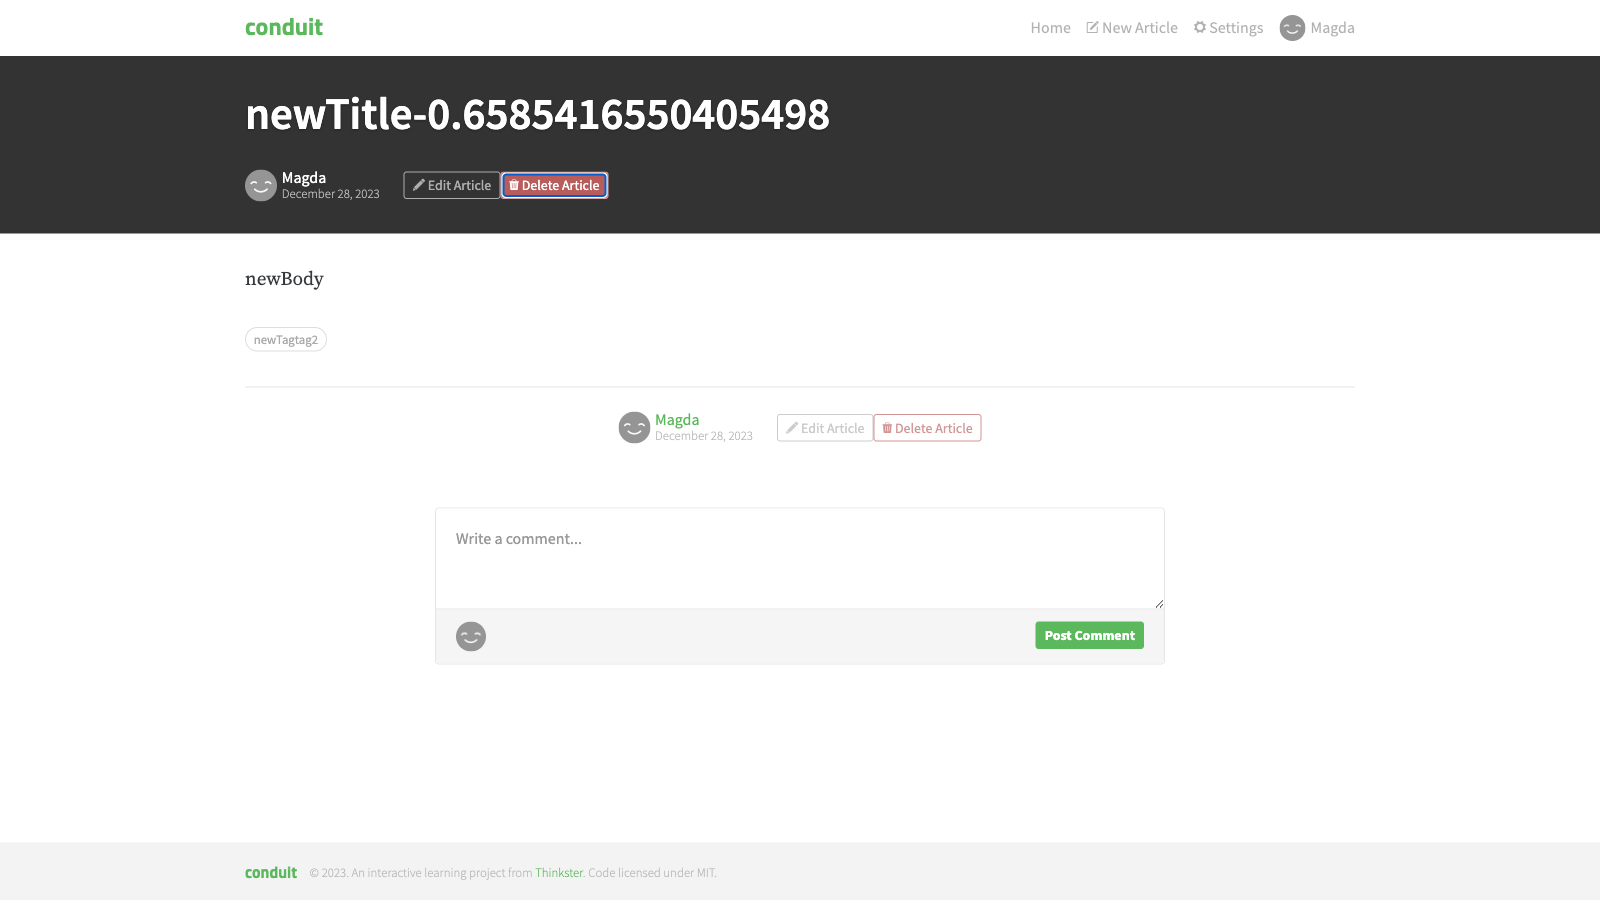 conduit
Home New Article Settings Magda
newTitle-0.6585416550405498
Magda
December 28, 2023
Edit Article Delete Article
newBody
newTagtag2
Magda
December 28, 2023
Edit Article Delete Article
Write a comment...
Post Comment
conduit © 2023. An interactive learning project from Thinkster. Code licensed under MIT.